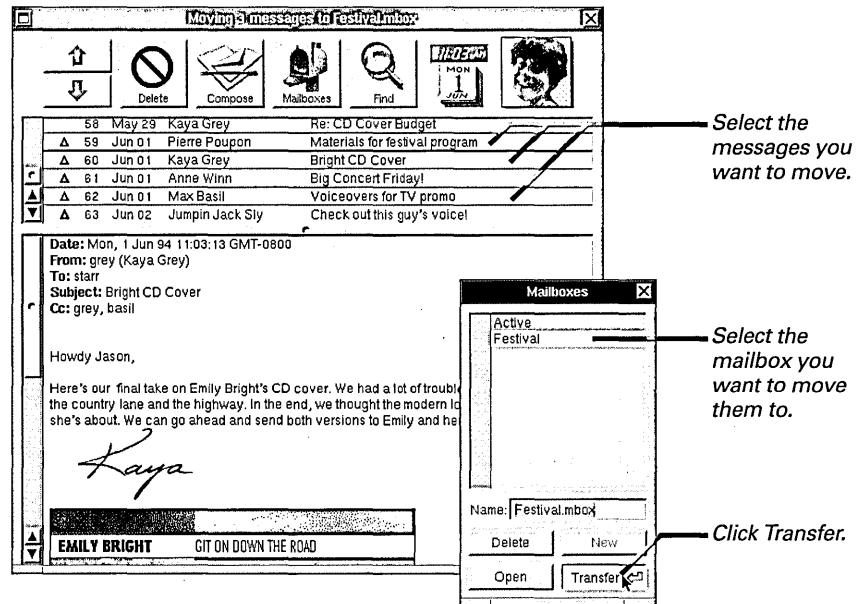 Moving 3 messages to Festival.mbox
Delete
Compose
Mailboxes
Find
MON
1
JUN
58 May 29 Kaya Grey Re: CD Cover Budget
Δ 59 Jun 01 Pierre Poupon Materials for festival program
Δ 60 Jun 01 Kaya Grey Bright CD Cover
Δ 61 Jun 01 Anne Winn Big Concert Friday!
Δ 62 Jun 01 Max Basil Voiceovers for TV promo
Δ 63 Jun 02 Jumpin Jack Sly Check out this guy's voice!
Select the
messages you
want to move.
Date: Mon, 1 Jun 94 11:03:13 GMT-0800
From: grey (Kaya Grey)
To: starr
Subject: Bright CD Cover
Cc: grey, basil
Howdy Jason,
Here's our final take on Emily Bright's CD cover. We had a lot of
the country lane and the highway. In the end, we thought the modern
she's about. We can go ahead and send both versions to Emily and
Kaya
EMILY BRIGHT GIT ON DOWN THE ROAD
Mailboxes
Active
Festival
Select the
mailbox you
want to move
them to.
Name: Festival.mbox
Delete
New
Open
Transfer
Click Transfer.